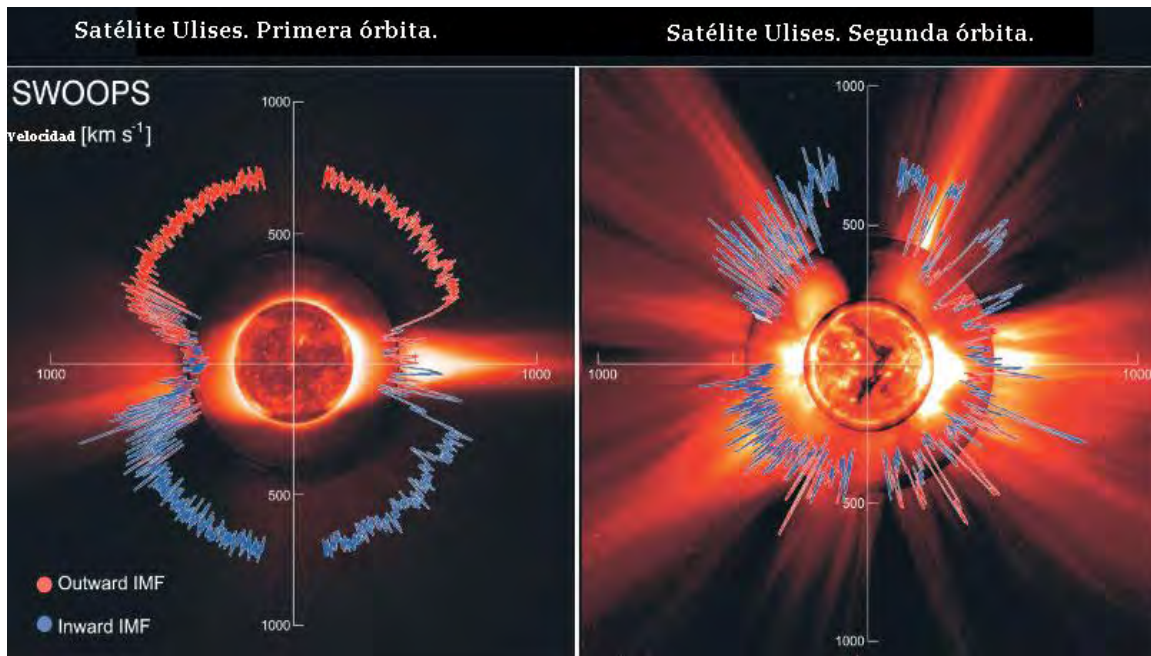 Satélite Ulises. Primera órbita.
Satélite Ulises. Segunda órbita.
SWOOPS
Velocidad [km s⁻¹]
1000
500
1000
1000
500
1000
Outward IMF
Inward IMF
1000
500
1000
1000
500
1000